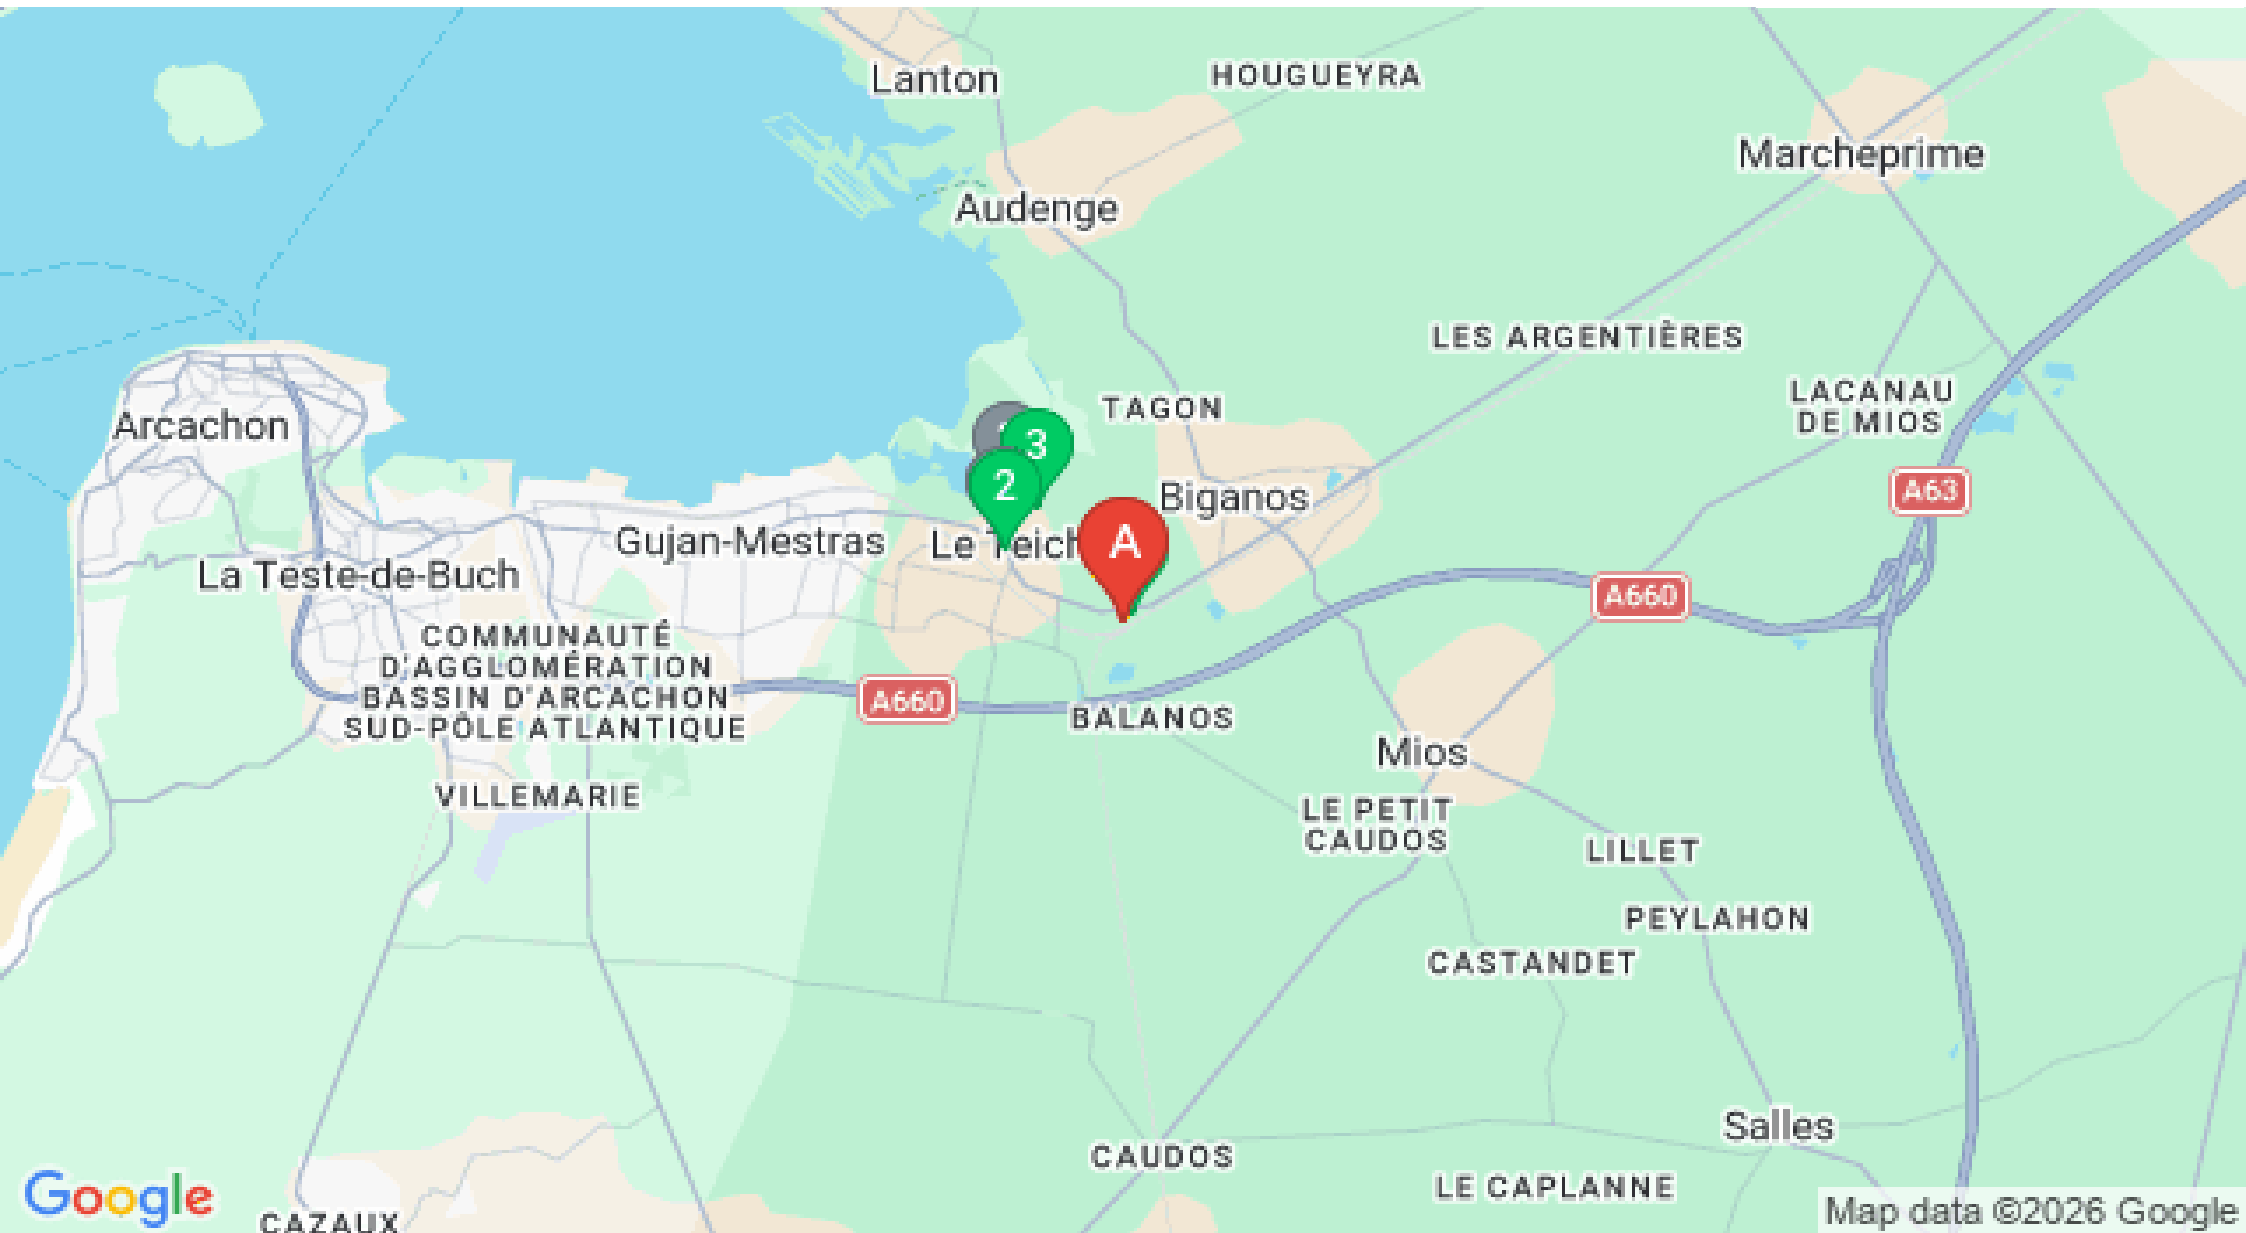 Lanton
HOUGUEYRA
Marcheprime
Audenge
LES ARGENTIÈRES
LACANAU
DE MIOS
TAGON
Arcachon
3
2
A63
Biganos
A
Gujan-Mestras
Le Teich
La Teste-de-Buch
A660
COMMUNAUTÉ
D'AGGLOMÉRATION
BASSIN D'ARCACHON
SUD-PÔLE ATLANTIQUE
A660
BALANOS
Mios
VILLEMARIE
LE PETIT
CAUDOS
LILLET
PEYLAHON
CASTANDET
Salles
CAUDOS
LE CAPLANNE
Google
CAZAUX
Map data ©2026 Google